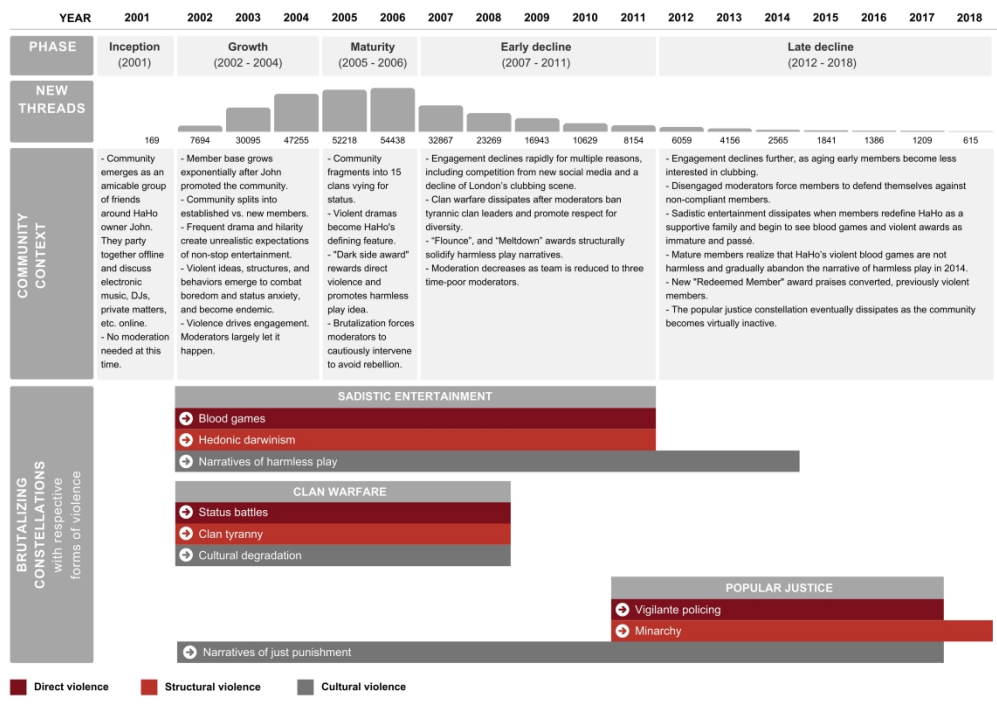 YEAR 2001 2002 2003 2004 2005 2006 2007 2008 2009 2010 2011 2012 2013 2014 2015 2016 2017 2018
PHASE
Inception
(2001)
Growth
(2002 - 2004)
Maturity
(2005 - 2006)
Early decline
(2007 - 2011)
Late decline
(2012 - 2018)
NEW
THREADS
169 7694 30095 47255 52218 54438 32867 23269 16943 10629 8154 6059 4156 2565 1841 1386 1209 615
COMMUNITY
CONTEXT
- Community
emerges as an
amicable group
of friends
around HaHo
owner John.
They party
together offline
and discuss
electronic
music, DJs,
private matters,
etc. online.
- No moderation
needed at this
time.
- Member base grows
exponentially after John
promoted the community.
- Community splits into
established vs. new members.
- Frequent drama and hilarity
create unrealistic expectations
of non-stop entertainment.
- Violent ideas, structures, and
behaviors emerge to combat
boredom and status anxiety,
and become endemic.
- Violence drives engagement.
Moderators largely let it
happen.
- Community
fragments into 15
clans vying for
status.
- Violent dramas
become HaHo's
defining feature.
- "Dark side award"
rewards direct
violence and
promotes harmless
play idea.
- Brutalization forces
moderators to
cautiously intervene
to avoid rebellion.
- Engagement declines rapidly for multiple reasons,
including competition from new social media and a
decline of London's clubbing scene.
- Clan warfare dissipates after moderators ban
tyrannic clan leaders and promote respect for
diversity.
- “Flounce”, and “Meltdown” awards structurally
solidify harmless play narratives.
- Moderation decreases as team is reduced to three
time-poor moderators.
- Engagement declines further, as aging early members become less
interested in clubbing.
- Disengaged moderators force members to defend themselves against
non-compliant members.
- Sadistic entertainment dissipates when members redefine HaHo as a
supportive family and begin to see blood games and violent awards as
immature and passé.
- Mature members realize that HaHo's violent blood games are not
harmless and gradually abandon the narrative of harmless play in 2014.
- New "Redeemed Member" award praises converted, previously violent
members.
- The popular justice constellation eventually dissipates as the community
becomes virtually inactive.
BRUTALIZING
CONSTELLATIONS
with respective
forms of violence
SADISTIC ENTERTAINMENT
Blood games
Hedonic darwinism
Narratives of harmless play
CLAN WARFARE
Status battles
Clan tyranny
Cultural degradation
POPULAR JUSTICE
Vigilante policing
Minarchy
Narratives of just punishment
Direct violence
Structural violence
Cultural violence